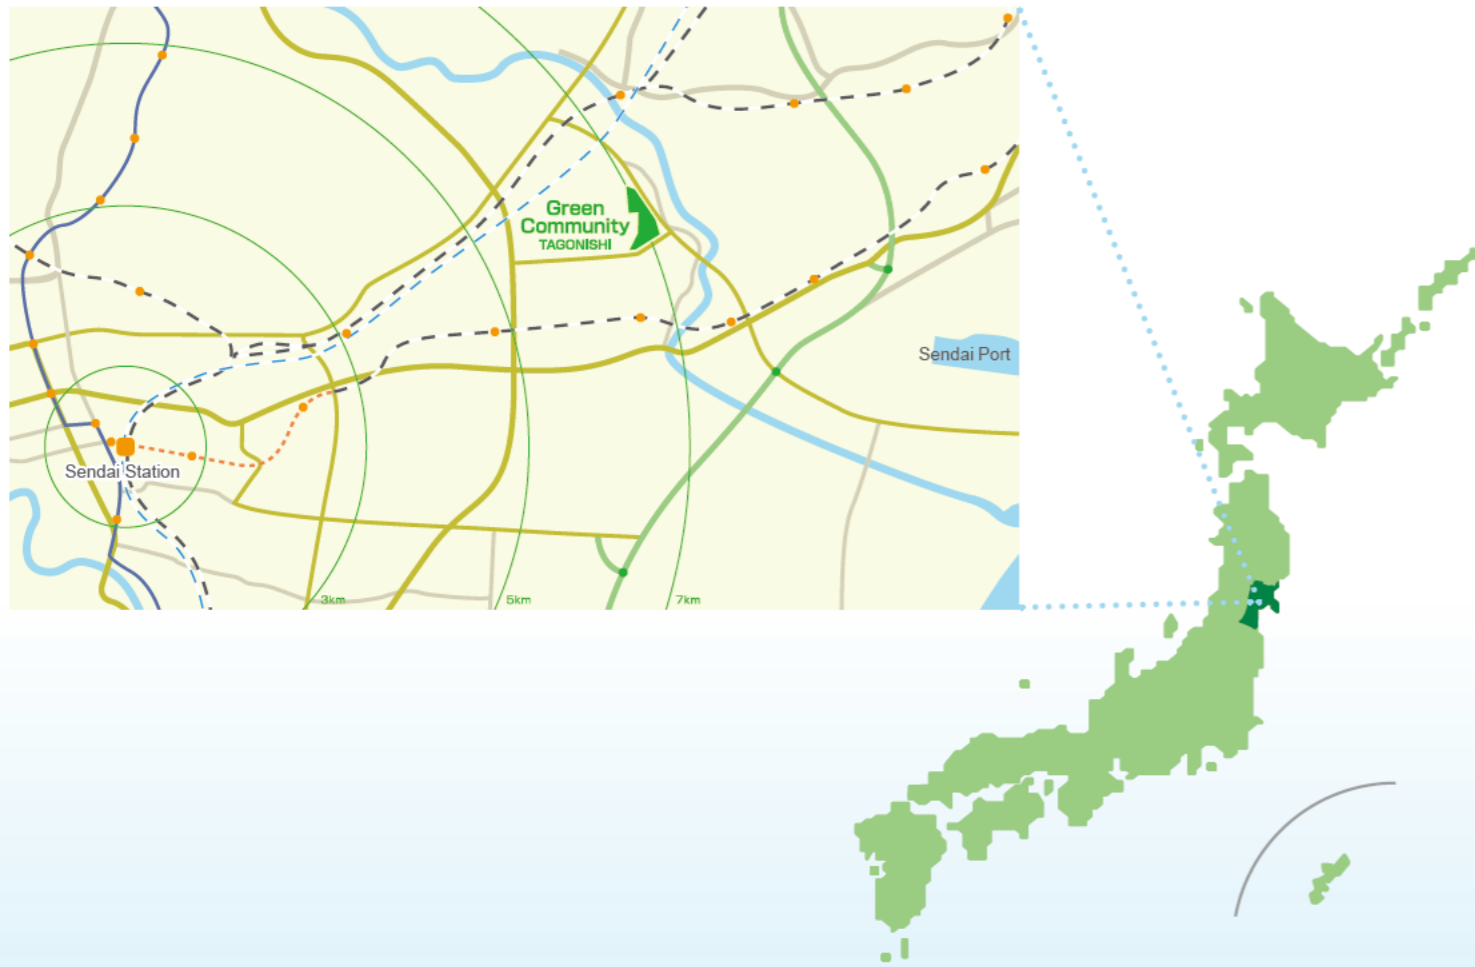 Green
Community
TAGONISHI
Sendai Port
Sendai Station
3km
5km
7km